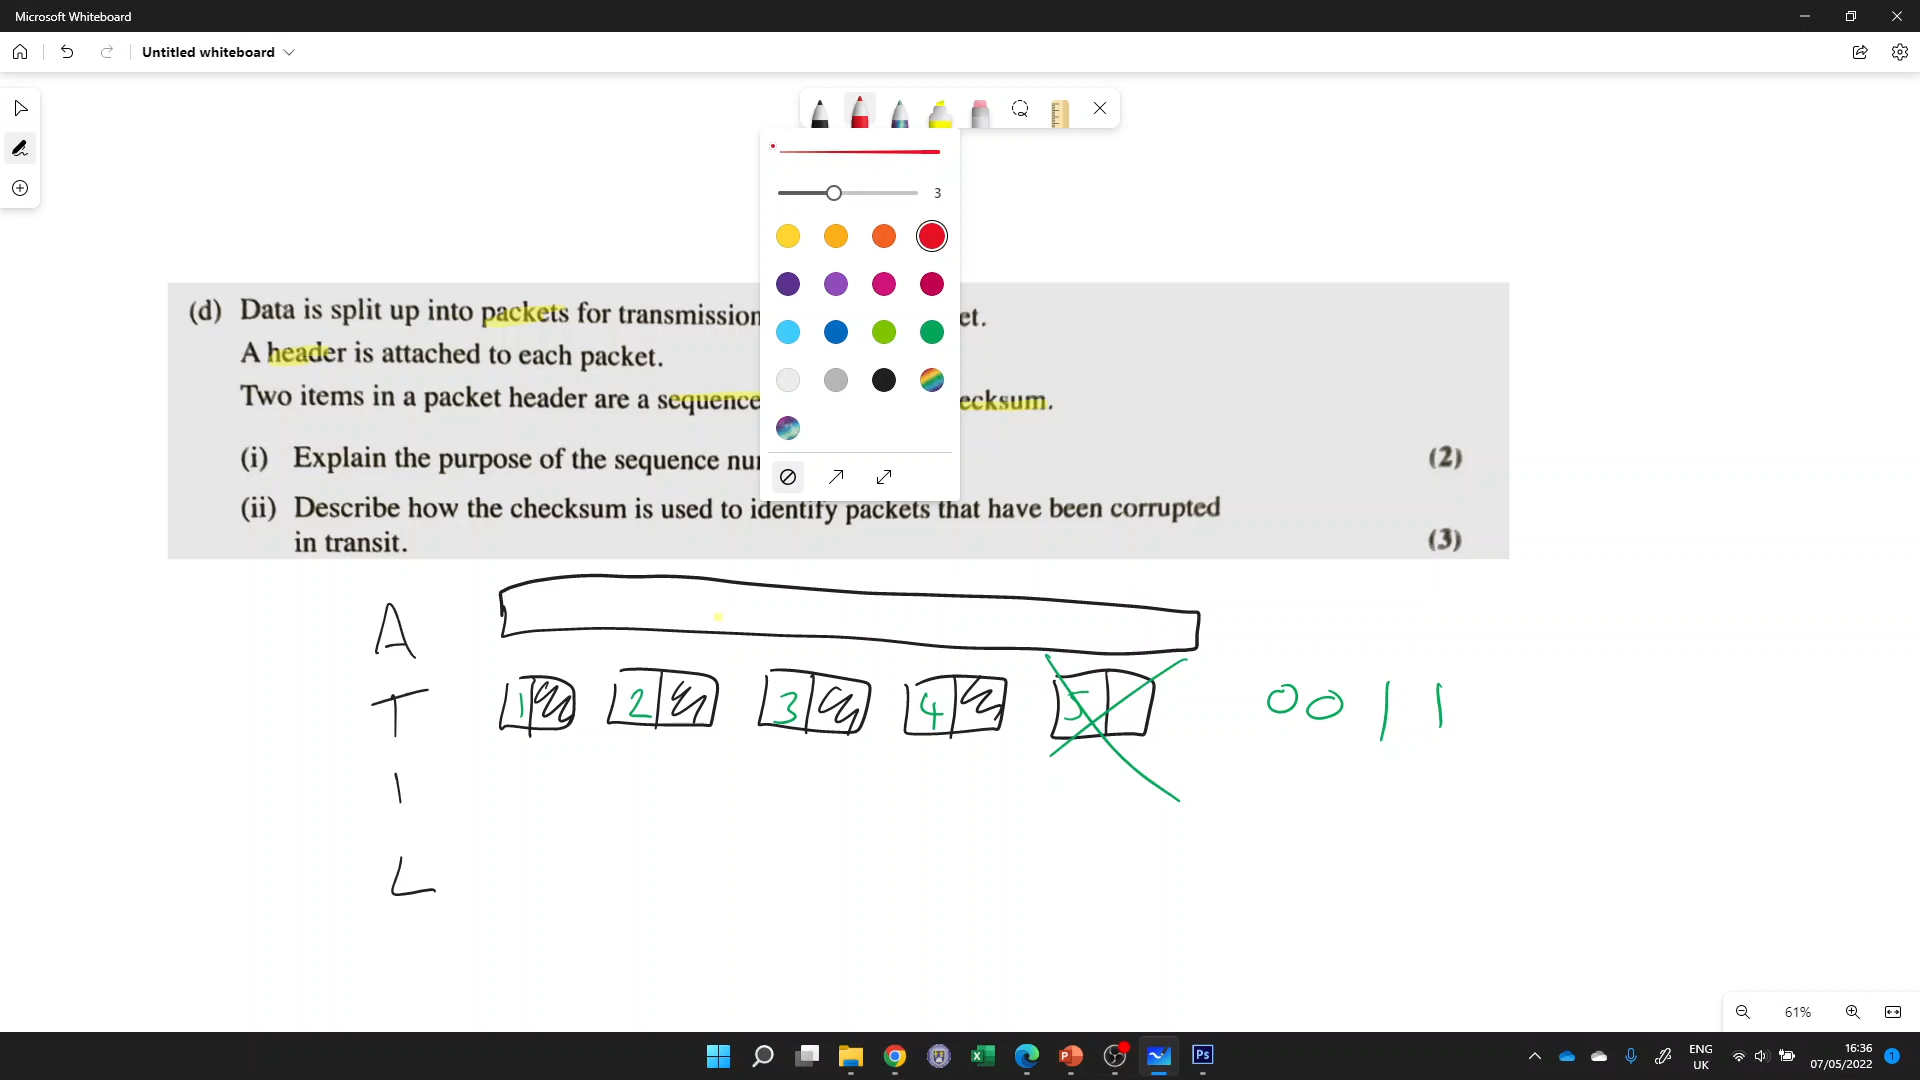 Microsoft Whiteboard
Untitled whiteboard
3
(d) Data is split up into packets for transmission et.
A header is attached to each packet.
Two items in a packet header are a sequence ecksum.
(i) Explain the purpose of the sequence nu (2)
(ii) Describe how the checksum is used to identify packets that have been corrupted
in transit. (3)
A
T 1 2 3 4 5 0011
I
L
61%
ENG
UK
16:36
07/05/2022
1